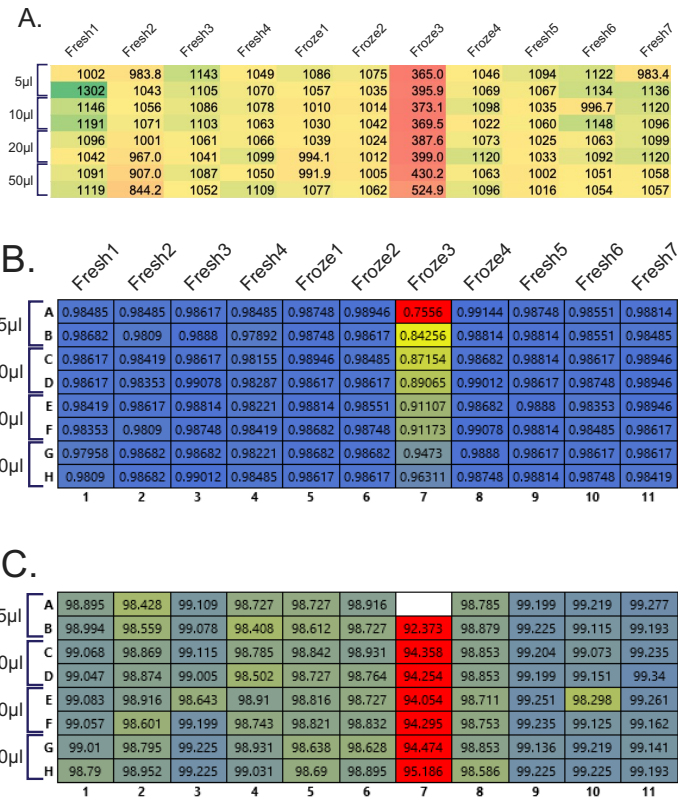 A.
Fresh1 Fresh2 Fresh3 Fresh4 Froze1 Froze2 Froze3 Froze4 Fresh5 Fresh6 Fresh7
5µl 1002 983.8 1143 1049 1086 1075 365.0 1046 1094 1122 983.4
1302 1043 1105 1070 1057 1035 395.9 1069 1067 1134 1136
10µl 1146 1056 1086 1078 1010 1014 373.1 1098 1035 996.7 1120
1191 1071 1103 1063 1030 1042 369.5 1022 1060 1148 1096
20µl 1096 1001 1061 1066 1039 1024 387.6 1073 1025 1063 1099
1042 967.0 1041 1099 994.1 1012 399.0 1120 1033 1092 1120
50µl 1091 907.0 1087 1050 991.9 1005 430.2 1063 1002 1051 1058
1119 844.2 1052 1109 1077 1062 524.9 1096 1016 1054 1057
B.
Fresh1 Fresh2 Fresh3 Fresh4 Froze1 Froze2 Froze3 Froze4 Fresh5 Fresh6 Fresh7
5µl A 0.98485 0.98485 0.98617 0.98485 0.98748 0.98946 0.7556 0.99144 0.98748 0.98551 0.98814
B 0.98682 0.9809 0.9888 0.97892 0.98748 0.98617 0.84256 0.98814 0.98814 0.98551 0.98485
0µl C 0.98617 0.98419 0.98617 0.98155 0.98946 0.98485 0.87154 0.98682 0.98814 0.98617 0.98946
D 0.98617 0.98353 0.99078 0.98287 0.98617 0.98617 0.89065 0.99012 0.98617 0.98748 0.98946
0µl E 0.98419 0.98617 0.98814 0.98221 0.98814 0.98551 0.91107 0.98682 0.9888 0.98353 0.98946
F 0.98353 0.9809 0.98748 0.98419 0.98682 0.98748 0.91173 0.99078 0.98814 0.98485 0.98617
0µl G 0.97958 0.98682 0.98682 0.98221 0.98682 0.98682 0.9473 0.9888 0.98617 0.98617 0.98617
H 0.9809 0.98682 0.99012 0.98485 0.98617 0.98617 0.96311 0.98748 0.98814 0.98748 0.98419
1 2 3 4 5 6 7 8 9 10 11
C.
5µl A 98.895 98.428 99.109 98.727 98.727 98.916 98.785 99.199 99.219 99.277
B 98.994 98.559 99.078 98.408 98.612 98.727 92.373 98.879 99.225 99.115 99.193
0µl C 99.068 98.869 99.115 98.785 98.842 98.931 94.358 98.853 99.204 99.073 99.235
D 99.047 98.874 99.005 98.502 98.727 98.764 94.254 98.853 99.199 99.151 99.34
0µl E 99.083 98.916 98.643 98.91 98.816 98.727 94.054 98.711 99.251 98.298 99.261
F 99.057 98.601 99.199 98.743 98.821 98.832 94.295 98.753 99.235 99.125 99.162
0µl G 99.01 98.795 99.225 98.931 98.638 98.628 94.474 98.853 99.136 99.219 99.141
H 98.79 98.952 99.225 99.031 98.69 98.895 95.186 98.586 99.225 99.225 99.193
1 2 3 4 5 6 7 8 9 10 11